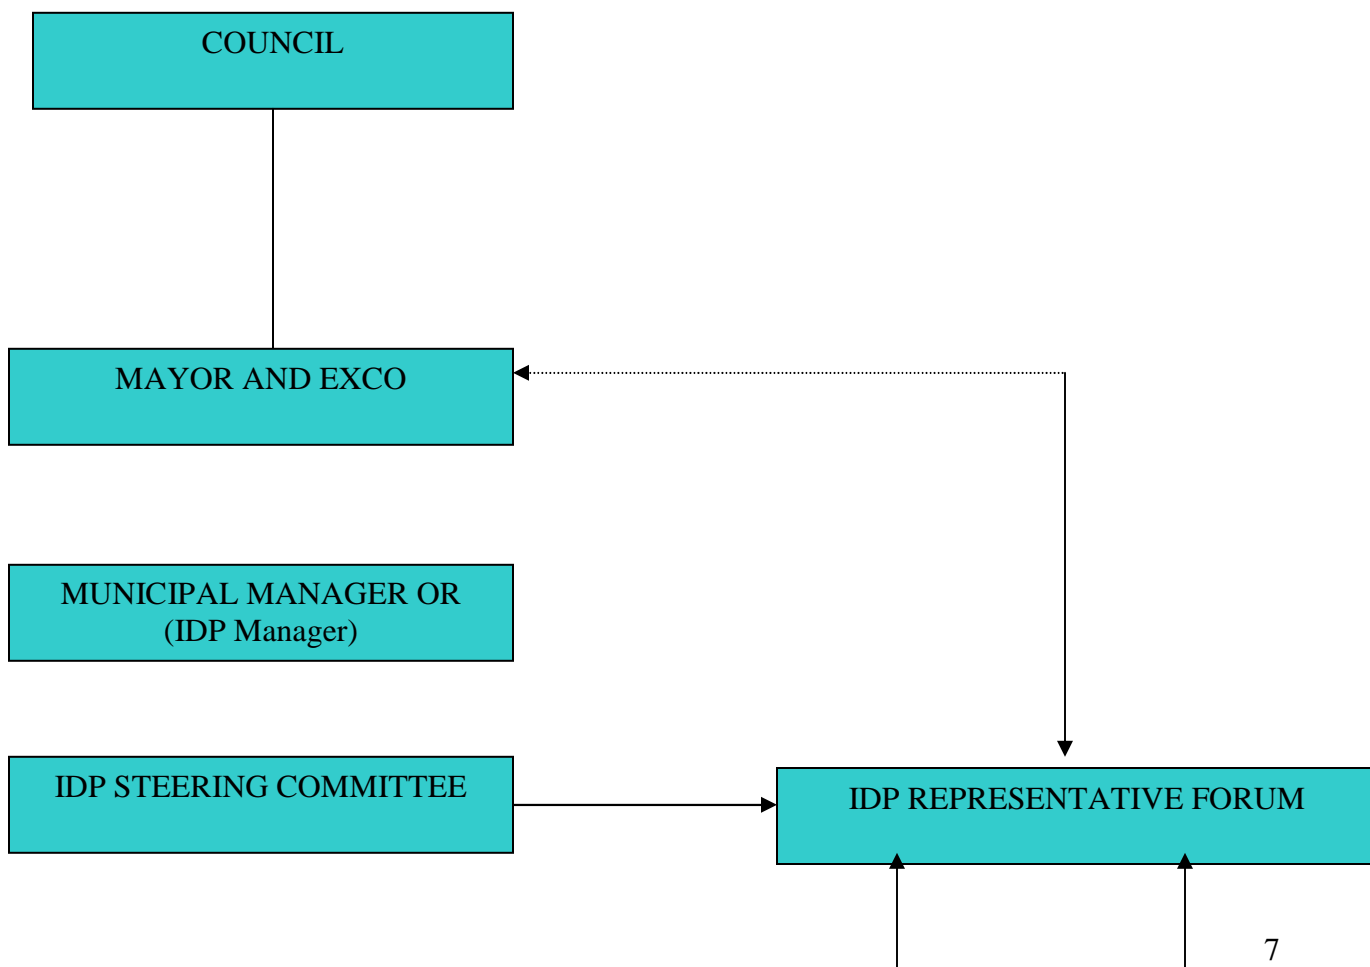 COUNCIL
MAYOR AND EXCO
MUNICIPAL MANAGER OR
(IDP Manager)
IDP STEERING COMMITTEE
IDP REPRESENTATIVE FORUM
7